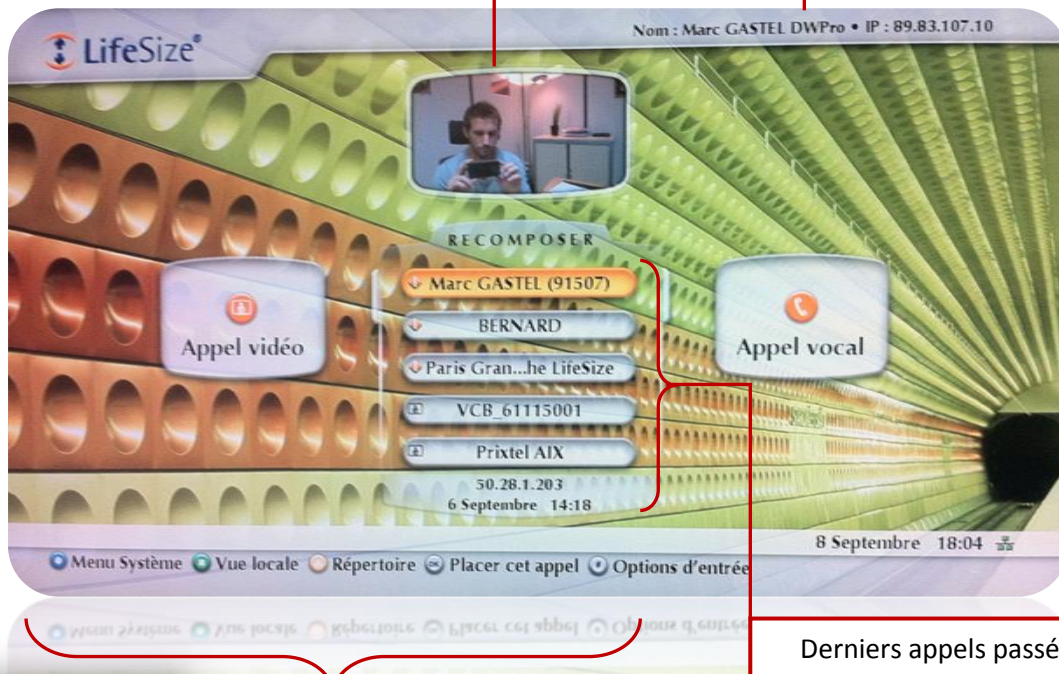 Nom : Marc GASTEL DWPro • IP : 89.83.107.10
LifeSize®
RECOMPOSER
Marc GASTEL (91507)
BERNARD
Paris Gran...he LifeSize
VCB_61115001
Prixtel AIX
50.28.1.203
6 Septembre 14:18
Appel vidéo
Appel vocal
8 Septembre 18:04
Menu Système Vue locale Répertoire OK Placer cet appel Options d'entrée
Derniers appels passé